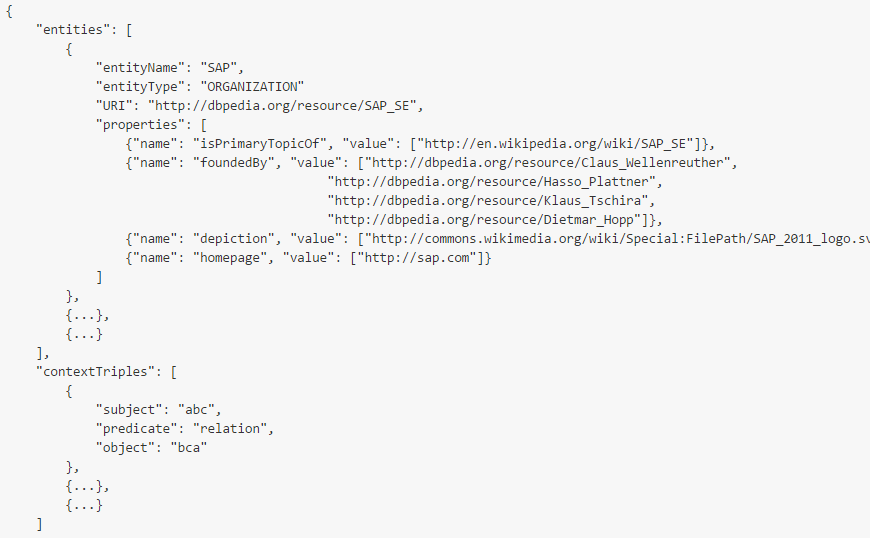 {
    "entities": [
        {
            "entityName": "SAP",
            "entityType": "ORGANIZATION"
            "URI": "http://dbpedia.org/resource/SAP_SE",
            "properties": [
                {"name": "isPrimaryTopicOf", "value": ["http://en.wikipedia.org/wiki/SAP_SE"]},
                {"name": "foundedBy", "value": ["http://dbpedia.org/resource/Claus_Wellenreuther",
                                           "http://dbpedia.org/resource/Hasso_Plattner",
                                           "http://dbpedia.org/resource/Klaus_Tschira",
                                           "http://dbpedia.org/resource/Dietmar_Hopp"]},
                {"name": "depiction", "value": ["http://commons.wikimedia.org/wiki/Special:FilePath/SAP_2011_logo.sv
                {"name": "homepage", "value": ["http://sap.com"]}
            ]
        },
        {...},
        {...}
    ],
    "contextTriples": [
        {
            "subject": "abc",
            "predicate": "relation",
            "object": "bca"
        },
        {...},
        {...}
    ]